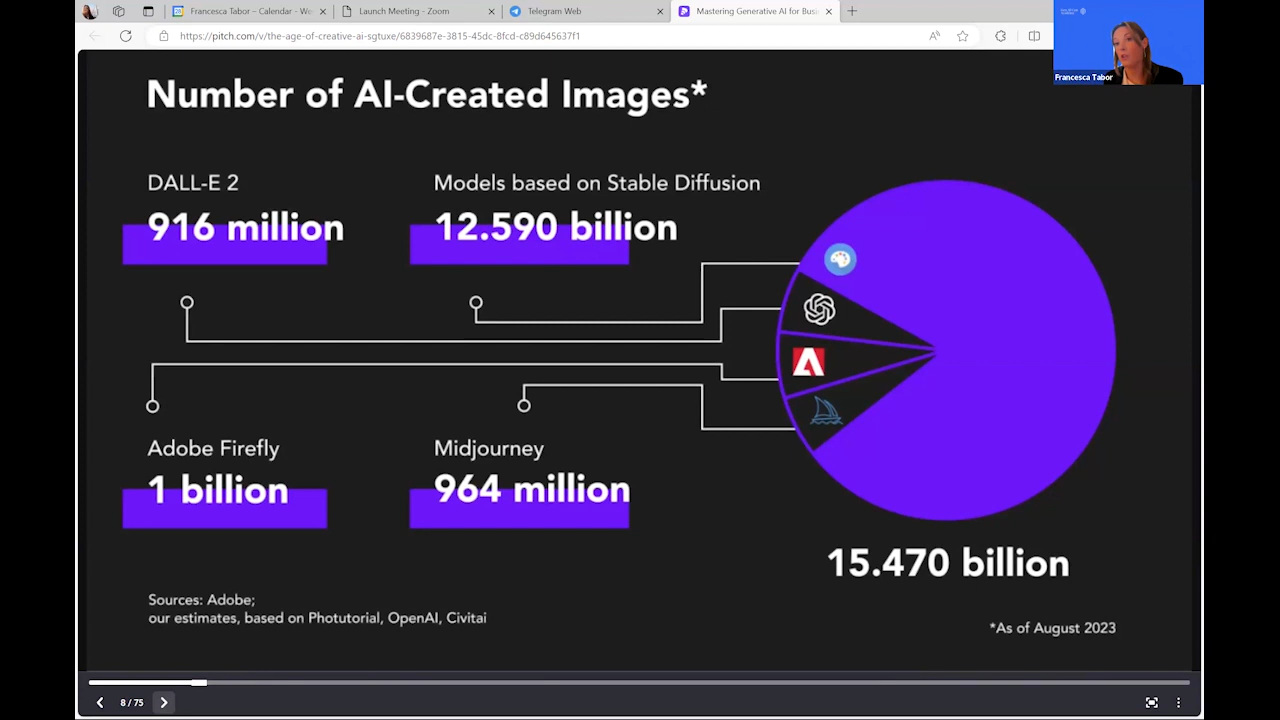 Francesca Tabor – Calendar - We
Launch Meeting - Zoom
Telegram Web
Mastering Generative AI for Busi
https://pitch.com/v/the-age-of-creative-ai-sgtuxe/6839687e-3815-45dc-8fcd-c89d645637f1
Francesca Tabor
Number of AI-Created Images*
DALL-E 2
916 million
Models based on Stable Diffusion
12.590 billion
Adobe Firefly
1 billion
Midjourney
964 million
15.470 billion
Sources: Adobe;
our estimates, based on Photutorial, OpenAI, Civitai
*As of August 2023
8 / 75